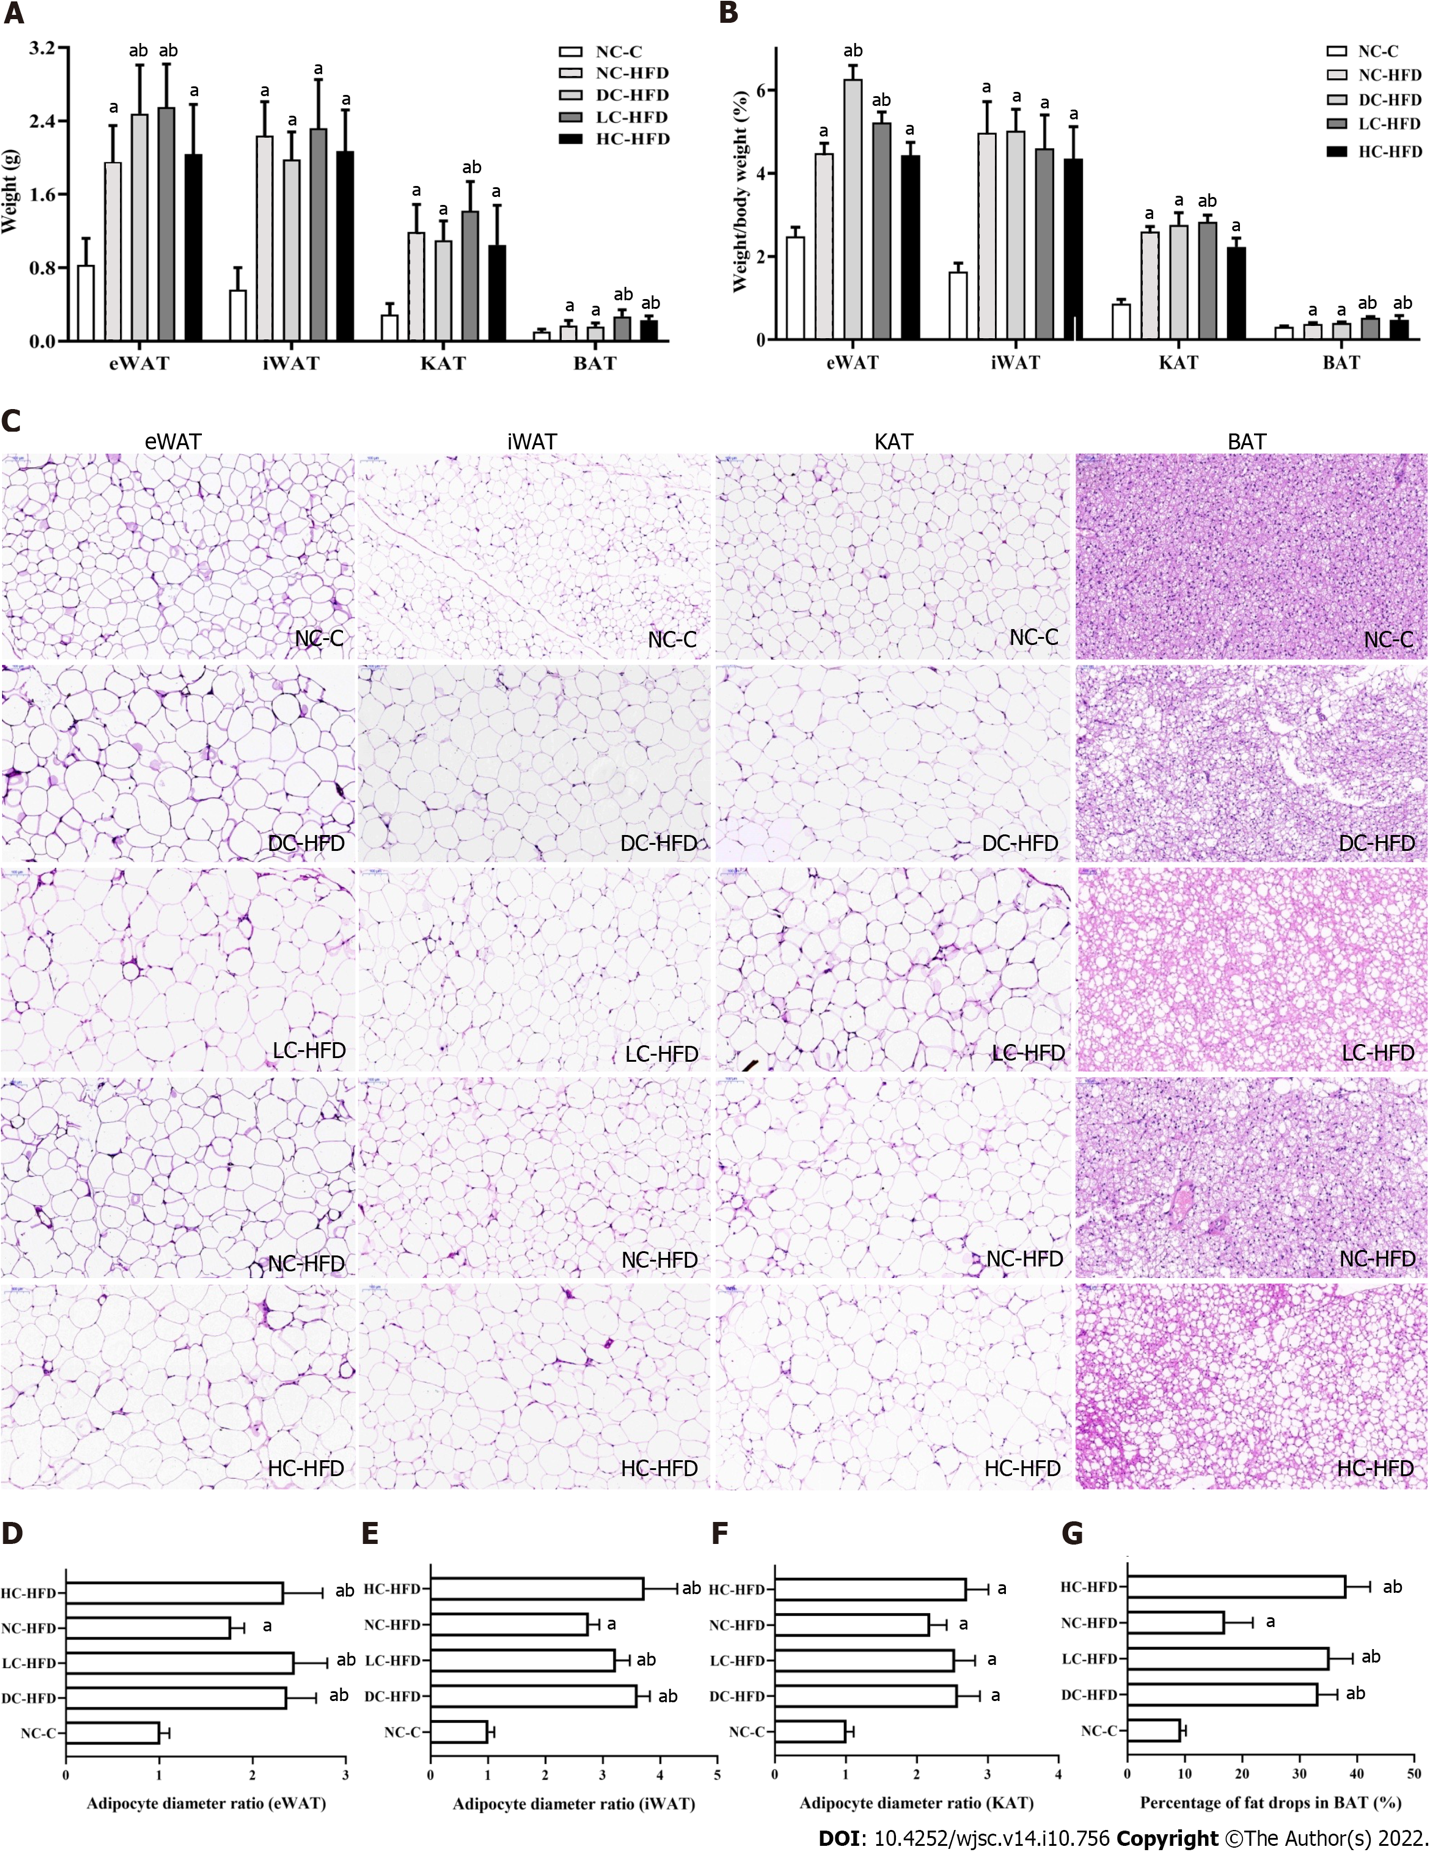 A
B
3.2
2.4
1.6
0.8
0.0
Weight (g)
a ab ab a
a a a a
a a ab a
a a ab ab
NC-C
NC-HFD
DC-HFD
LC-HFD
HC-HFD
eWAT iWAT KAT BAT
6
4
2
0
Weight/body weight (%)
a ab ab a
a a a a
a a ab a
a a ab ab
NC-C
NC-HFD
DC-HFD
LC-HFD
HC-HFD
eWAT iWAT KAT BAT
C
eWAT iWAT KAT BAT
NC-C NC-C NC-C NC-C
DC-HFD DC-HFD DC-HFD DC-HFD
LC-HFD LC-HFD LC-HFD LC-HFD
NC-HFD NC-HFD NC-HFD NC-HFD
HC-HFD HC-HFD HC-HFD HC-HFD
D
HC-HFD ab
NC-HFD a
LC-HFD ab
DC-HFD ab
NC-C
0 1 2 3
Adipocyte diameter ratio (eWAT)
E
HC-HFD ab
NC-HFD a
LC-HFD ab
DC-HFD ab
NC-C
0 1 2 3 4 5
Adipocyte diameter ratio (iWAT)
F
HC-HFD a
NC-HFD a
LC-HFD a
DC-HFD a
NC-C
0 1 2 3 4
Adipocyte diameter ratio (KAT)
G
HC-HFD ab
NC-HFD a
LC-HFD ab
DC-HFD ab
NC-C
0 10 20 30 40 50
Percentage of fat drops in BAT (%)
DOI: 10.4252/wjsc.v14.i10.756 Copyright ©The Author(s) 2022.